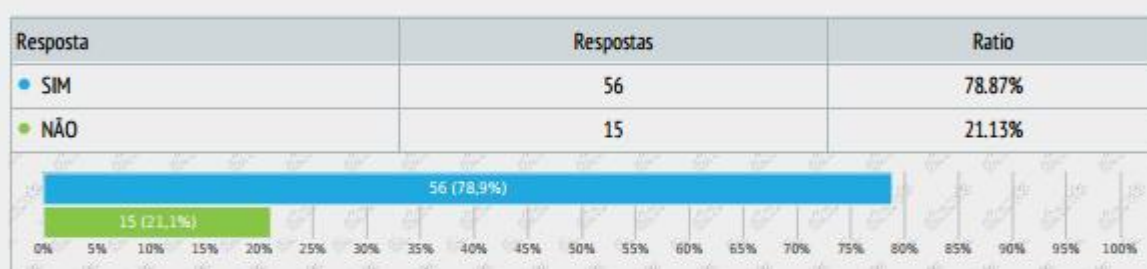 Resposta Respostas Ratio
SIM 56 78.87%
NÃO 15 21.13%
56 (78,9%)
15 (21,1%)
0% 5% 10% 15% 20% 25% 30% 35% 40% 45% 50% 55% 60% 65% 70% 75% 80% 85% 90% 95% 100%